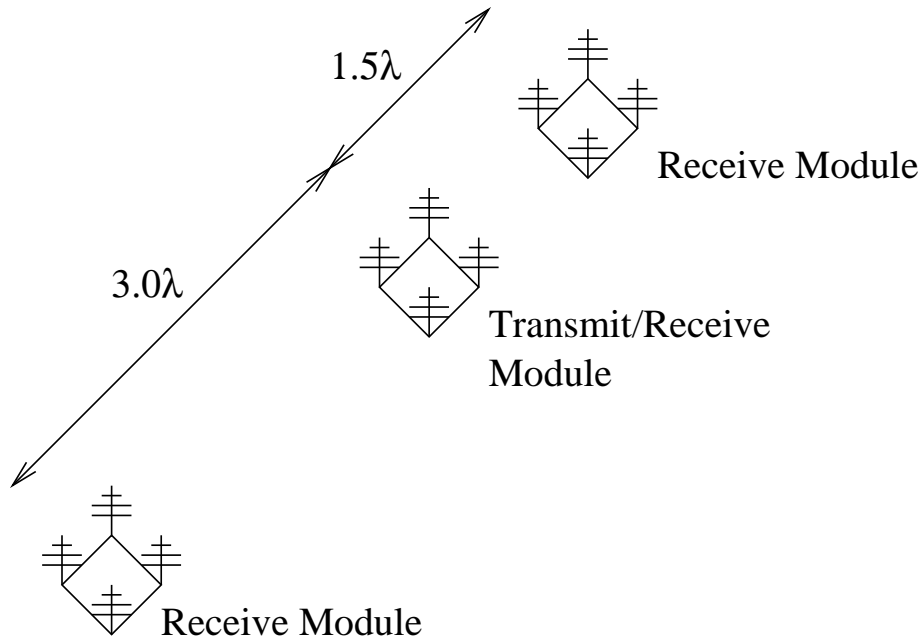 1.5λ
Receive Module
3.0λ
Transmit/Receive
Module
Receive Module